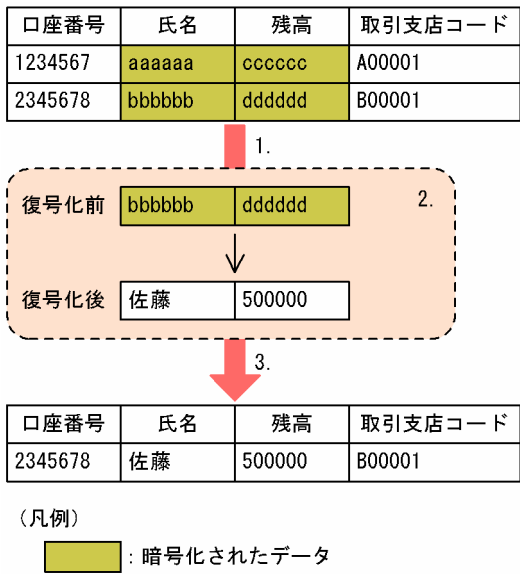 口座番号 氏名 残高 取引支店コード
1234567 aaaaaa cccccc A00001
2345678 bbbbbb dddddd B00001
1.
2.
復号化前 bbbbbb dddddd
復号化後 佐藤 500000
3.
口座番号 氏名 残高 取引支店コード
2345678 佐藤 500000 B00001
(凡例)
:暗号化されたデータ